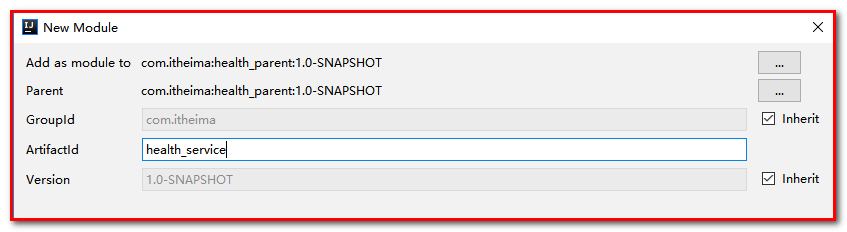 New Module
Add as module to com.itheima:health_parent:1.0-SNAPSHOT ...
Parent com.itheima:health_parent:1.0-SNAPSHOT ...
GroupId com.itheima Inherit
ArtifactId health_service
Version 1.0-SNAPSHOT Inherit